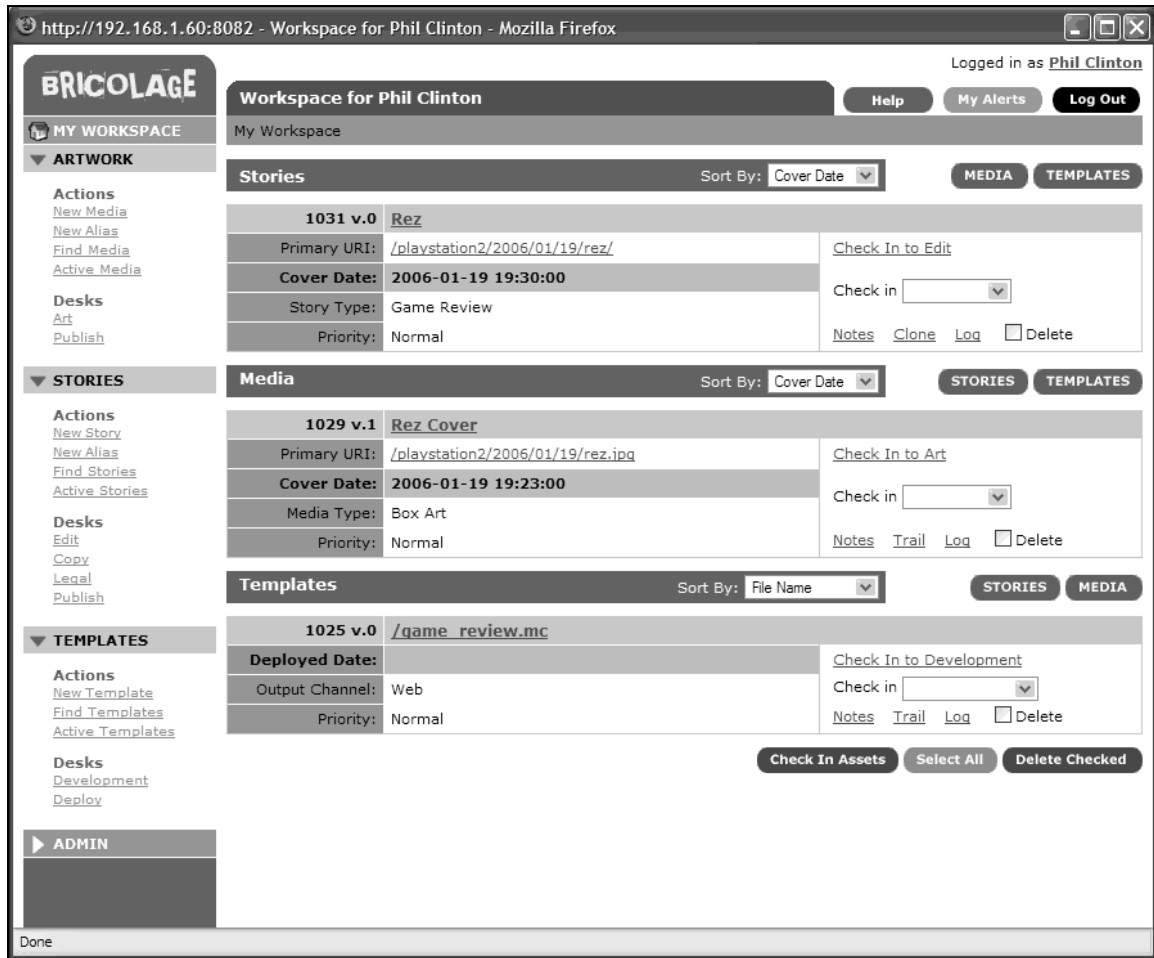 http://192.168.1.60:8082 - Workspace for Phil Clinton - Mozilla Firefox
Logged in as Phil Clinton
BRICOLAGE
Workspace for Phil Clinton
Help
My Alerts
Log Out
MY WORKSPACE
My Workspace
ARTWORK
Actions
New Media
New Alias
Find Media
Active Media
Desks
Art
Publish
STORIES
Actions
New Story
New Alias
Find Stories
Active Stories
Desks
Edit
Copy
Legal
Publish
TEMPLATES
Actions
New Template
Find Templates
Active Templates
Desks
Development
Deploy
ADMIN
Stories
Sort By: Cover Date
MEDIA
TEMPLATES
1031 v.0 Rez
Primary URI: /playstation2/2006/01/19/rez/
Cover Date: 2006-01-19 19:30:00
Story Type: Game Review
Priority: Normal
Check In to Edit
Check in
Notes Clone Log Delete
Media
Sort By: Cover Date
STORIES
TEMPLATES
1029 v.1 Rez Cover
Primary URI: /playstation2/2006/01/19/rez.jpg
Cover Date: 2006-01-19 19:23:00
Media Type: Box Art
Priority: Normal
Check In to Art
Check in
Notes Trail Log Delete
Templates
Sort By: File Name
STORIES
MEDIA
1025 v.0 /game_review.mc
Deployed Date:
Output Channel: Web
Priority: Normal
Check In to Development
Check in
Notes Trail Log Delete
Check In Assets
Select All
Delete Checked
Done